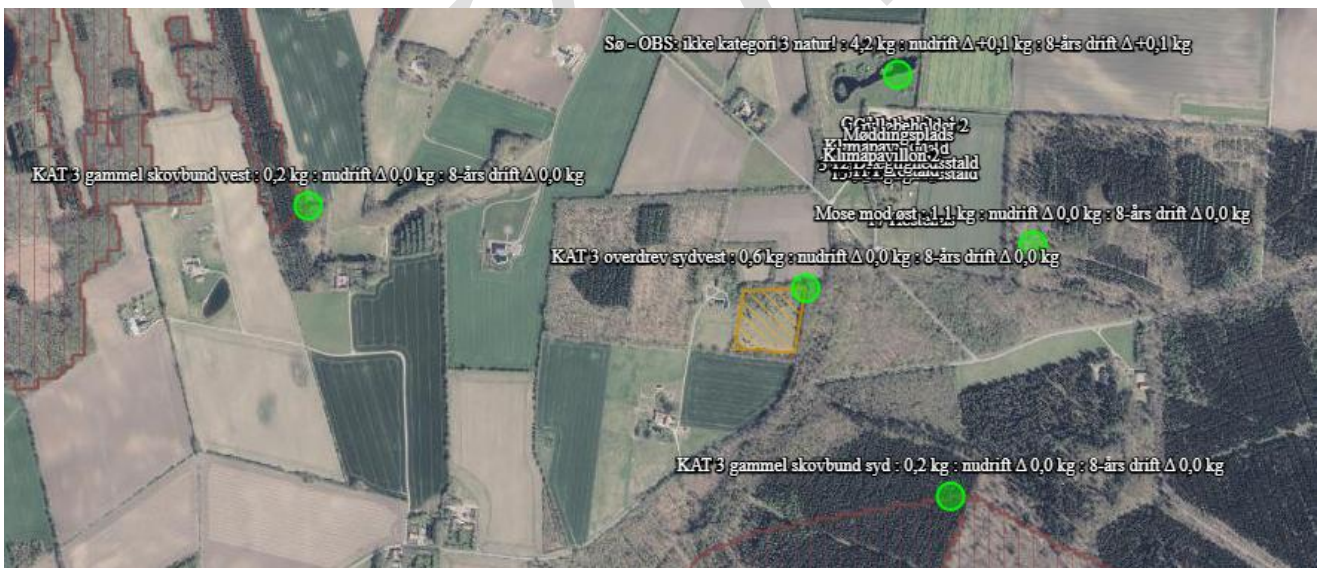 Sø - OBS: ikke kategori 3 natur! : 4,2 kg : nudrift Δ +0,1 kg : 8-års drift Δ +0,1 kg
Møddingsplads
Klimapavillon 2
KAT 3 gammel skovbund vest : 0,2 kg : nudrift Δ 0,0 kg : 8-års drift Δ 0,0 kg
Mose mod øst : 1,1 kg : nudrift Δ 0,0 kg : 8-års drift Δ 0,0 kg
KAT 3 overdrev sydvest : 0,6 kg : nudrift Δ 0,0 kg : 8-års drift Δ 0,0 kg
KAT 3 gammel skovbund syd : 0,2 kg : nudrift Δ 0,0 kg : 8-års drift Δ 0,0 kg